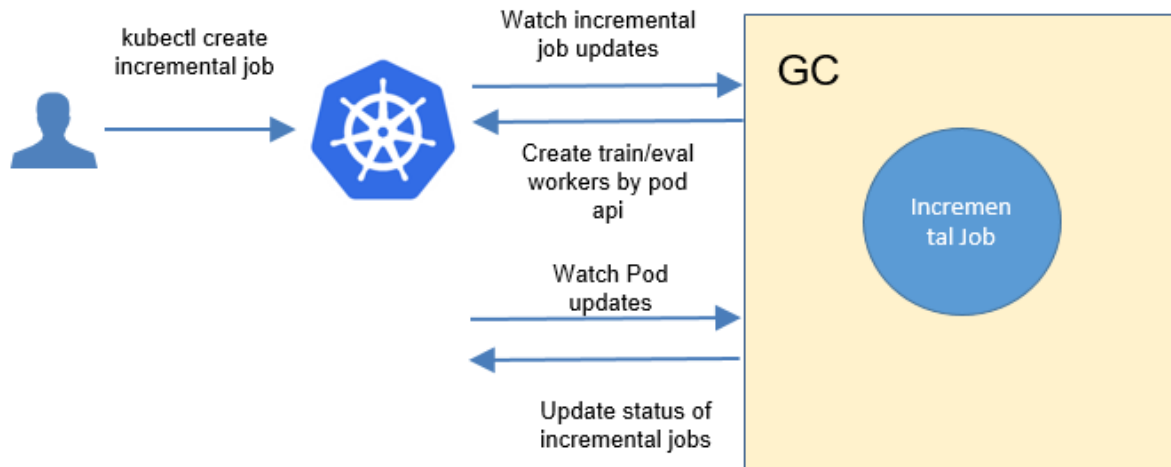 kubectl create
incremental job
Watch incremental
job updates
GC
Create train/eval
workers by pod
api
Incremen
tal Job
Watch Pod
updates
Update status of
incremental jobs